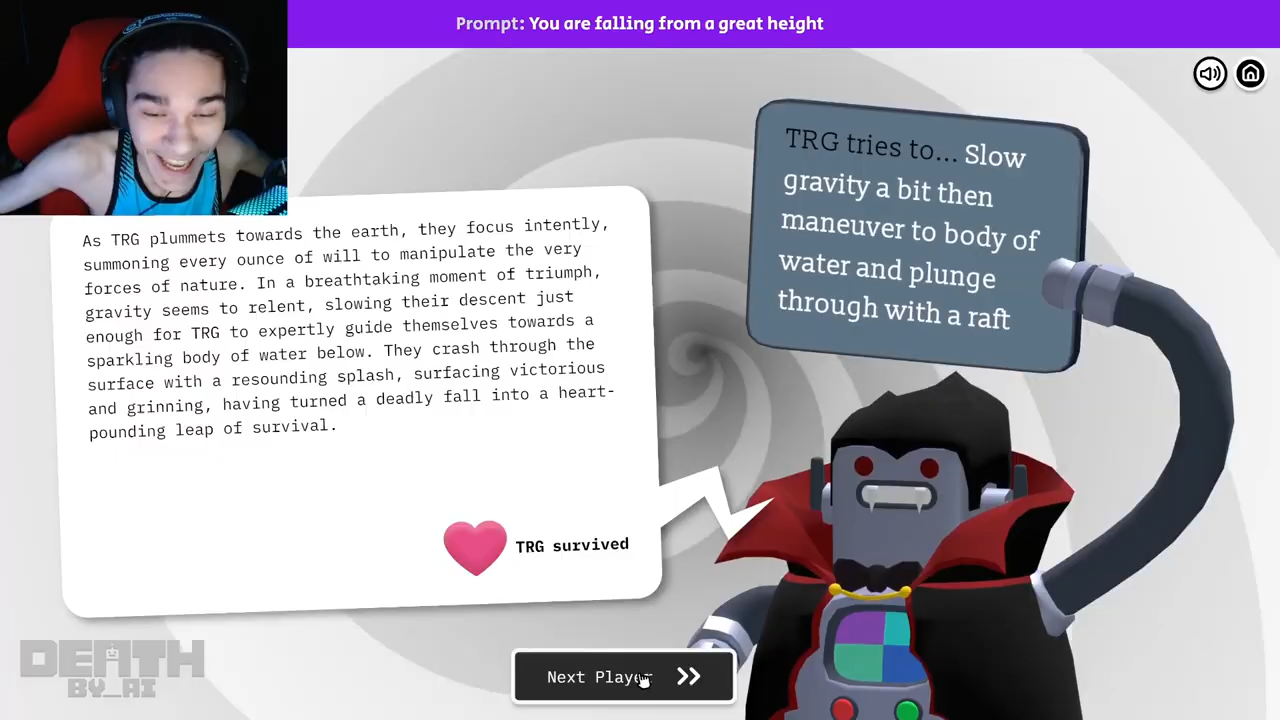 Prompt: You are falling from a great height
TRG tries to... Slow
gravity a bit then
maneuver to body of
water and plunge
through with a raft
As TRG plummets towards the earth, they focus intently,
summoning every ounce of will to manipulate the very
forces of nature. In a breathtaking moment of triumph,
gravity seems to relent, slowing their descent just
enough for TRG to expertly guide themselves towards a
sparkling body of water below. They crash through the
surface with a resounding splash, surfacing victorious
and grinning, having turned a deadly fall into a heart-
pounding leap of survival.
TRG survived
DEATH
BY_AI
Next Player